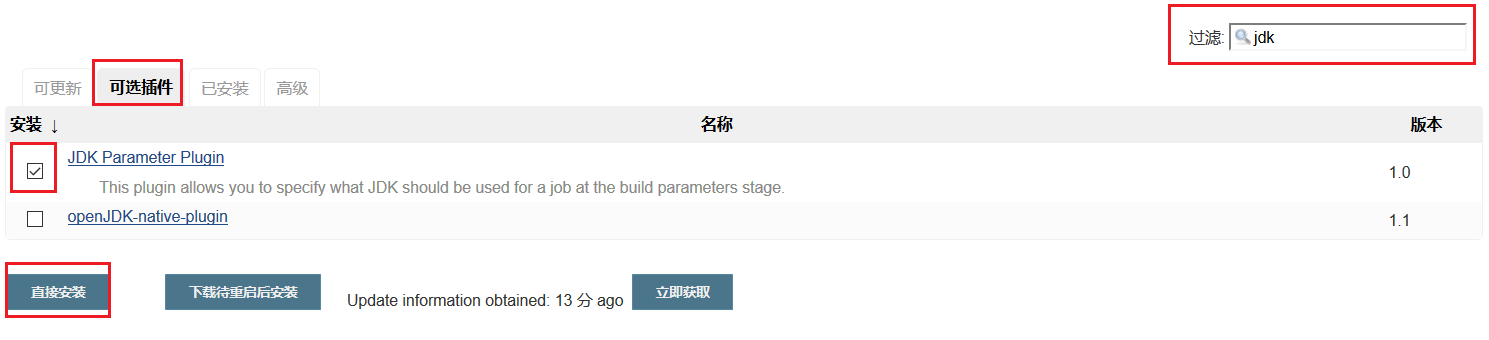 过滤: jdk
可更新 可选插件 已安装 高级
安装 ↓ 名称 版本
JDK Parameter Plugin
This plugin allows you to specify what JDK should be used for a job at the build parameters stage.
1.0
openJDK-native-plugin 1.1
直接安装 下载待重启后安装 Update information obtained: 13 分 ago 立即获取